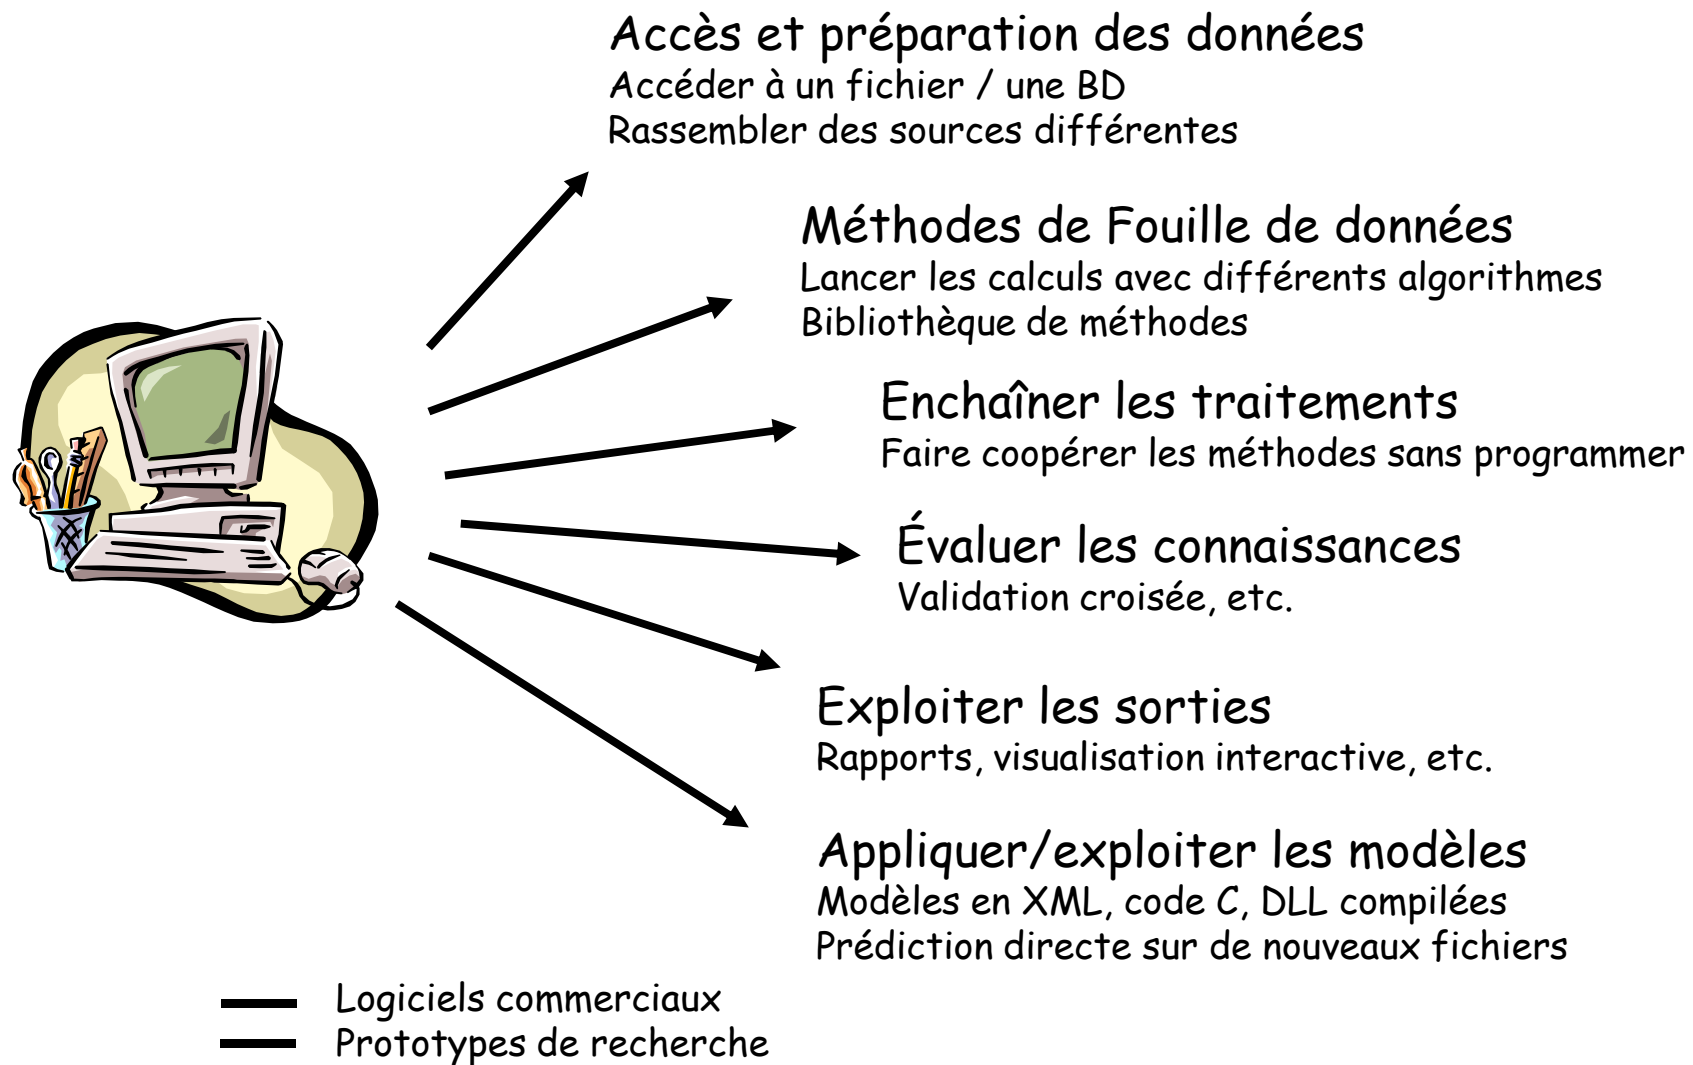 Accès et préparation des données
Accéder à un fichier / une BD
Rassembler des sources différentes
Méthodes de Fouille de données
Lancer les calculs avec différents algorithmes
Bibliothèque de méthodes
Enchaîner les traitements
Faire coopérer les méthodes sans programmer
Évaluer les connaissances
Validation croisée, etc.
Exploiter les sorties
Rapports, visualisation interactive, etc.
Appliquer/exploiter les modèles
Modèles en XML, code C, DLL compilées
Prédiction directe sur de nouveaux fichiers
Logiciels commerciaux
Prototypes de recherche